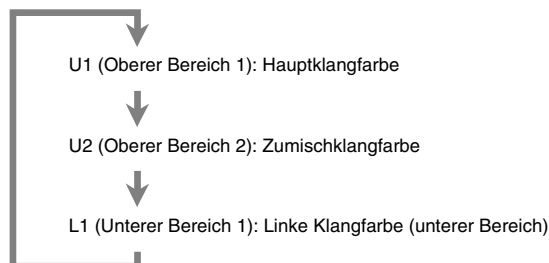 U1 (Oberer Bereich 1): Hauptklangfarbe
U2 (Oberer Bereich 2): Zumischklangfarbe
L1 (Unterer Bereich 1): Linke Klangfarbe (unterer Bereich)